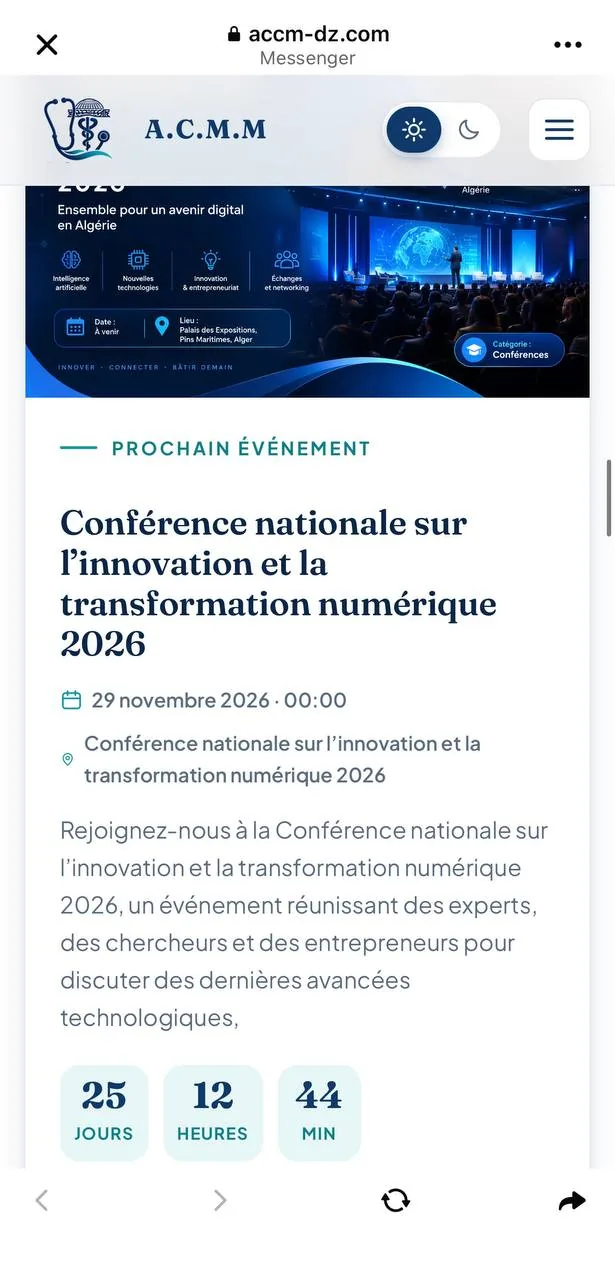 accm-dz.com
Messenger
A.C.M.M
Algérie
Ensemble pour un avenir digital
en Algérie
Intelligence
artificielle
Nouvelles
technologies
Innovation
& entrepreneuriat
Échanges
et networking
Date :
À venir
Lieu :
Palais des Expositions,
Pins Maritimes, Alger
Catégorie :
Conférences
INNOVER · CONNECTER · BÂTIR DEMAIN
PROCHAIN ÉVÉNEMENT
Conférence nationale sur
l’innovation et la
transformation numérique
2026
29 novembre 2026 · 00:00
Conférence nationale sur l’innovation et la
transformation numérique 2026
Rejoignez-nous à la Conférence nationale sur
l’innovation et la transformation numérique
2026, un événement réunissant des experts,
des chercheurs et des entrepreneurs pour
discuter des dernières avancées
technologiques,
25
JOURS
12
HEURES
44
MIN